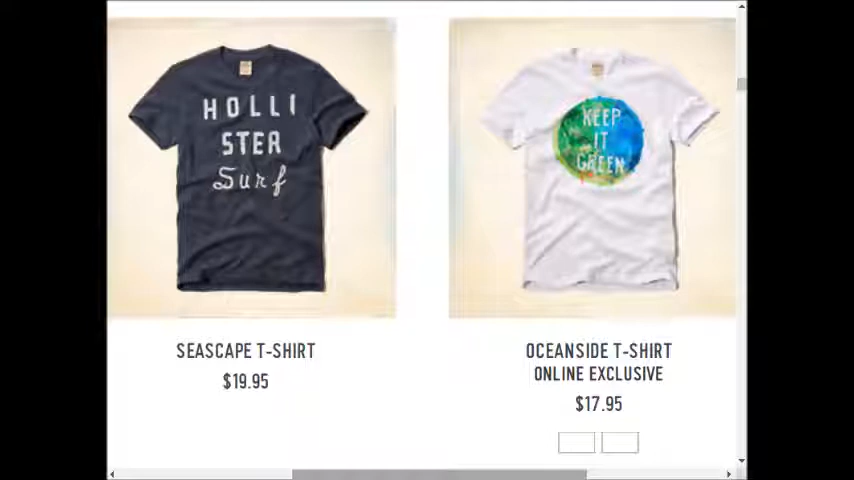 HOLLI
STER
Surf
KEEP
IT
GREEN
SEASCAPE T-SHIRT
$19.95
OCEANSIDE T-SHIRT
ONLINE EXCLUSIVE
$17.95